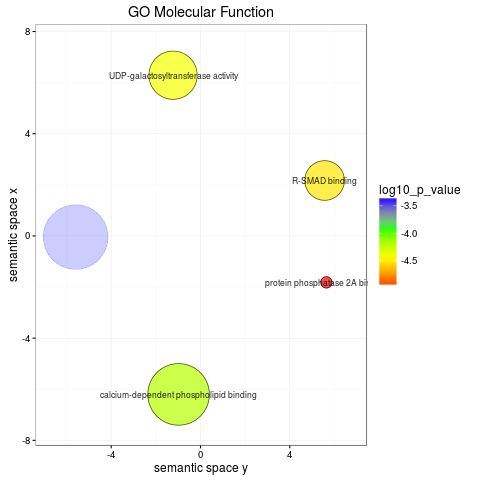 GO Molecular Function
8
UDP-galactosyltransferase activity
4
R-SMAD binding
log10_p_value
-3.5
-4.0
-4.5
semantic space x
0
protein phosphatase 2A bin
-4
calcium-dependent phospholipid binding
-8
-4 0 4
semantic space y